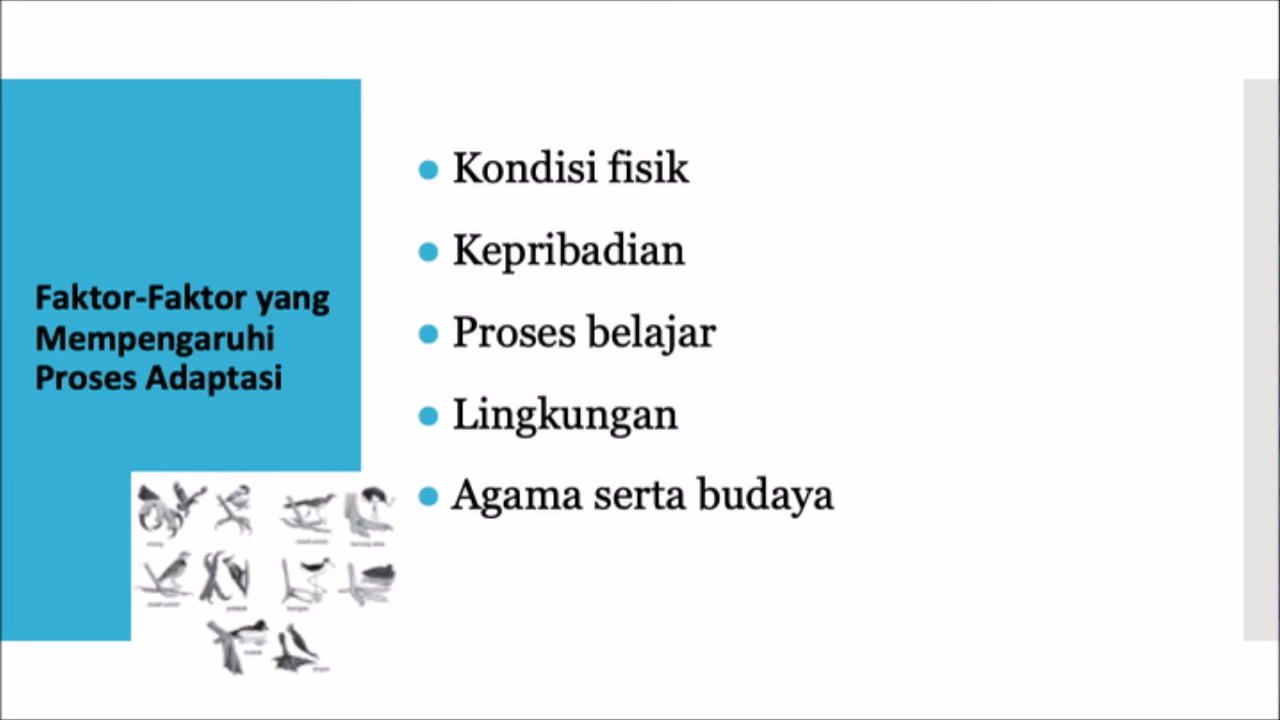 Faktor-Faktor yang
Mempengaruhi
Proses Adaptasi
Kondisi fisik
Kepribadian
Proses belajar
Lingkungan
Agama serta budaya